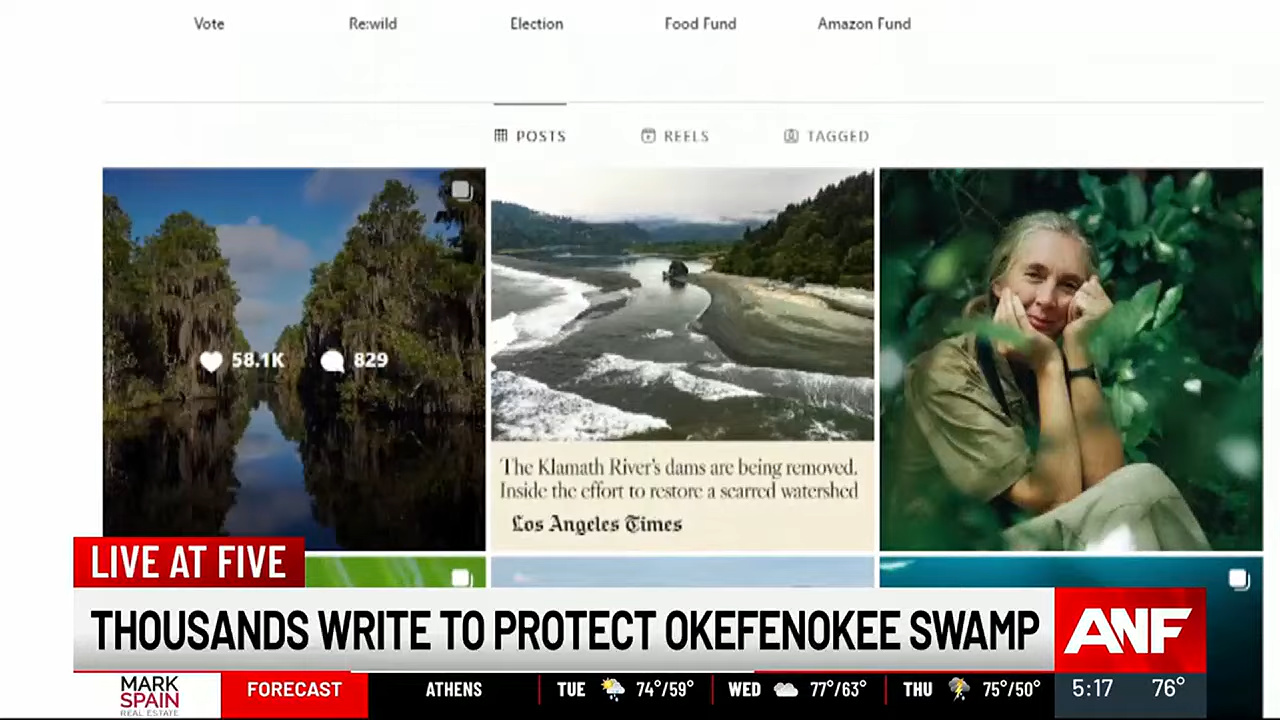 Vote Re:wild Election Food Fund Amazon Fund
POSTS REELS TAGGED
58.1K 829
The Klamath River's dams are being removed.
Inside the effort to restore a scarred watershed
Los Angeles Times
LIVE AT FIVE
THOUSANDS WRITE TO PROTECT OKEFENOKEE SWAMP
ANF
MARK
SPAIN
REAL ESTATE
FORECAST ATHENS TUE 74°/59° WED 77°/63° THU 75°/50° 5:17 76°